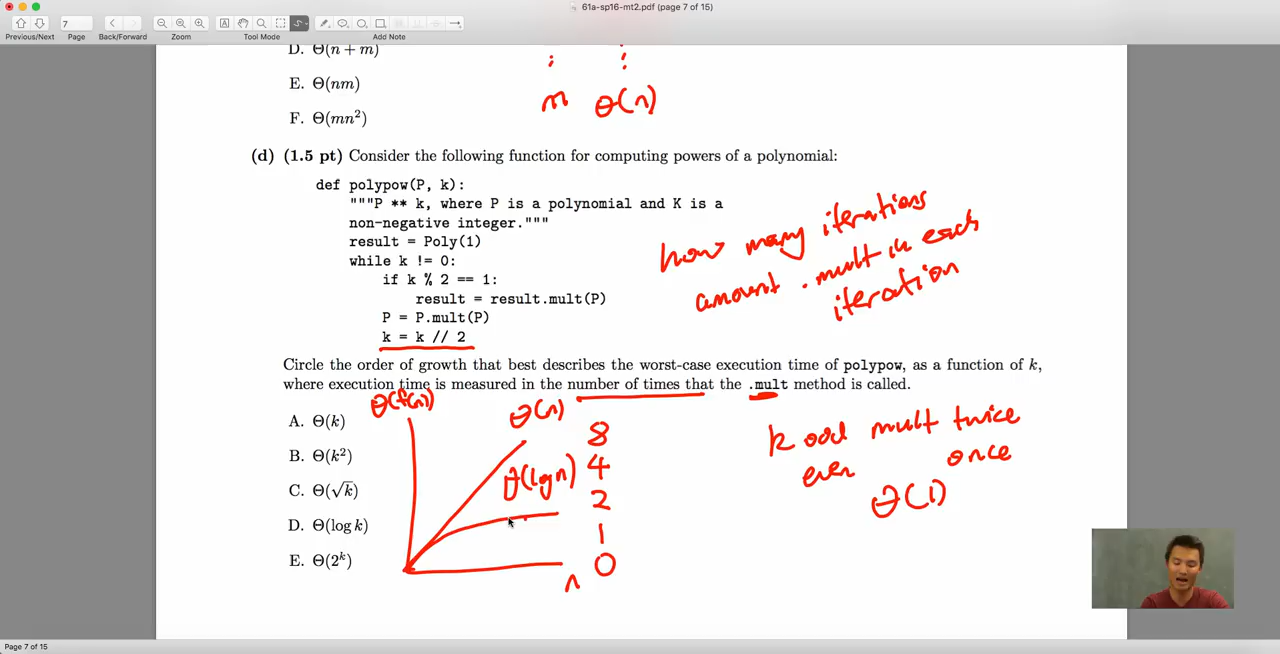 61a-sp16-mt2.pdf (page 7 of 15)
7
Previous/Next Page Back/Forward Zoom Tool Mode Add Note
D. Θ(n + m)
E. Θ(nm)
F. Θ(mn²)
⋮ ⋮
m Θ(n)
(d) (1.5 pt) Consider the following function for computing powers of a polynomial:
def polypow(P, k):
"""P ** k, where P is a polynomial and K is a
non-negative integer."""
result = Poly(1)
while k != 0:
if k % 2 == 1:
result = result.mult(P)
P = P.mult(P)
k = k // 2
how many iterations
amount .mult in each
iteration
Circle the order of growth that best describes the worst-case execution time of polypow, as a function of k,
where execution time is measured in the number of times that the .mult method is called.
A. Θ(k)
B. Θ(k²)
C. Θ(√k)
D. Θ(log k)
E. Θ(2ᵏ)
Θ(f(n))
Θ(n)
Θ(log n)
n
8
4
2
1
0
k odd mult twice
even once
Θ(1)
Page 7 of 15